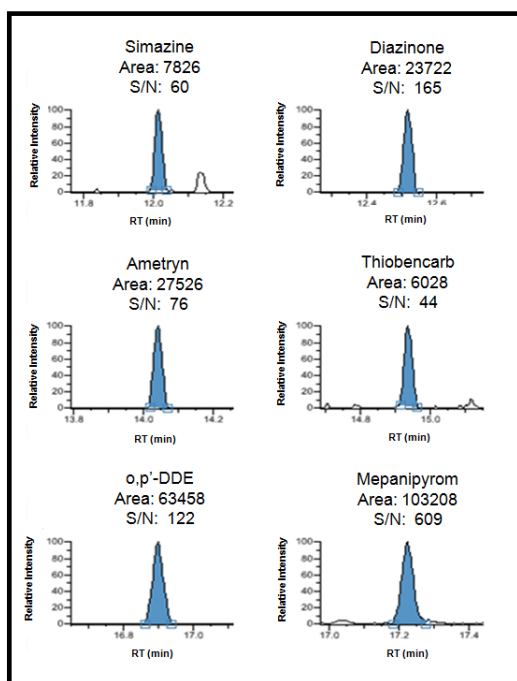 Simazine
Area: 7826
S/N: 60
Relative Intensity
100
80
60
40
20
0
11.8
12.0
12.2
RT (min)
Diazinone
Area: 23722
S/N: 165
Relative Intensity
100
80
60
40
20
0
12.4
12.6
RT (min)
Ametryn
Area: 27526
S/N: 76
Relative Intensity
100
80
60
40
20
0
13.8
14.0
14.2
RT (min)
Thiobencarb
Area: 6028
S/N: 44
Relative Intensity
100
80
60
40
20
0
14.8
15.0
RT (min)
o,p'-DDE
Area: 63458
S/N: 122
Relative Intensity
100
80
60
40
20
0
16.8
17.0
RT (min)
Mepanipyrom
Area: 103208
S/N: 609
Relative Intensity
100
80
60
40
20
0
17.0
17.2
17.4
RT (min)